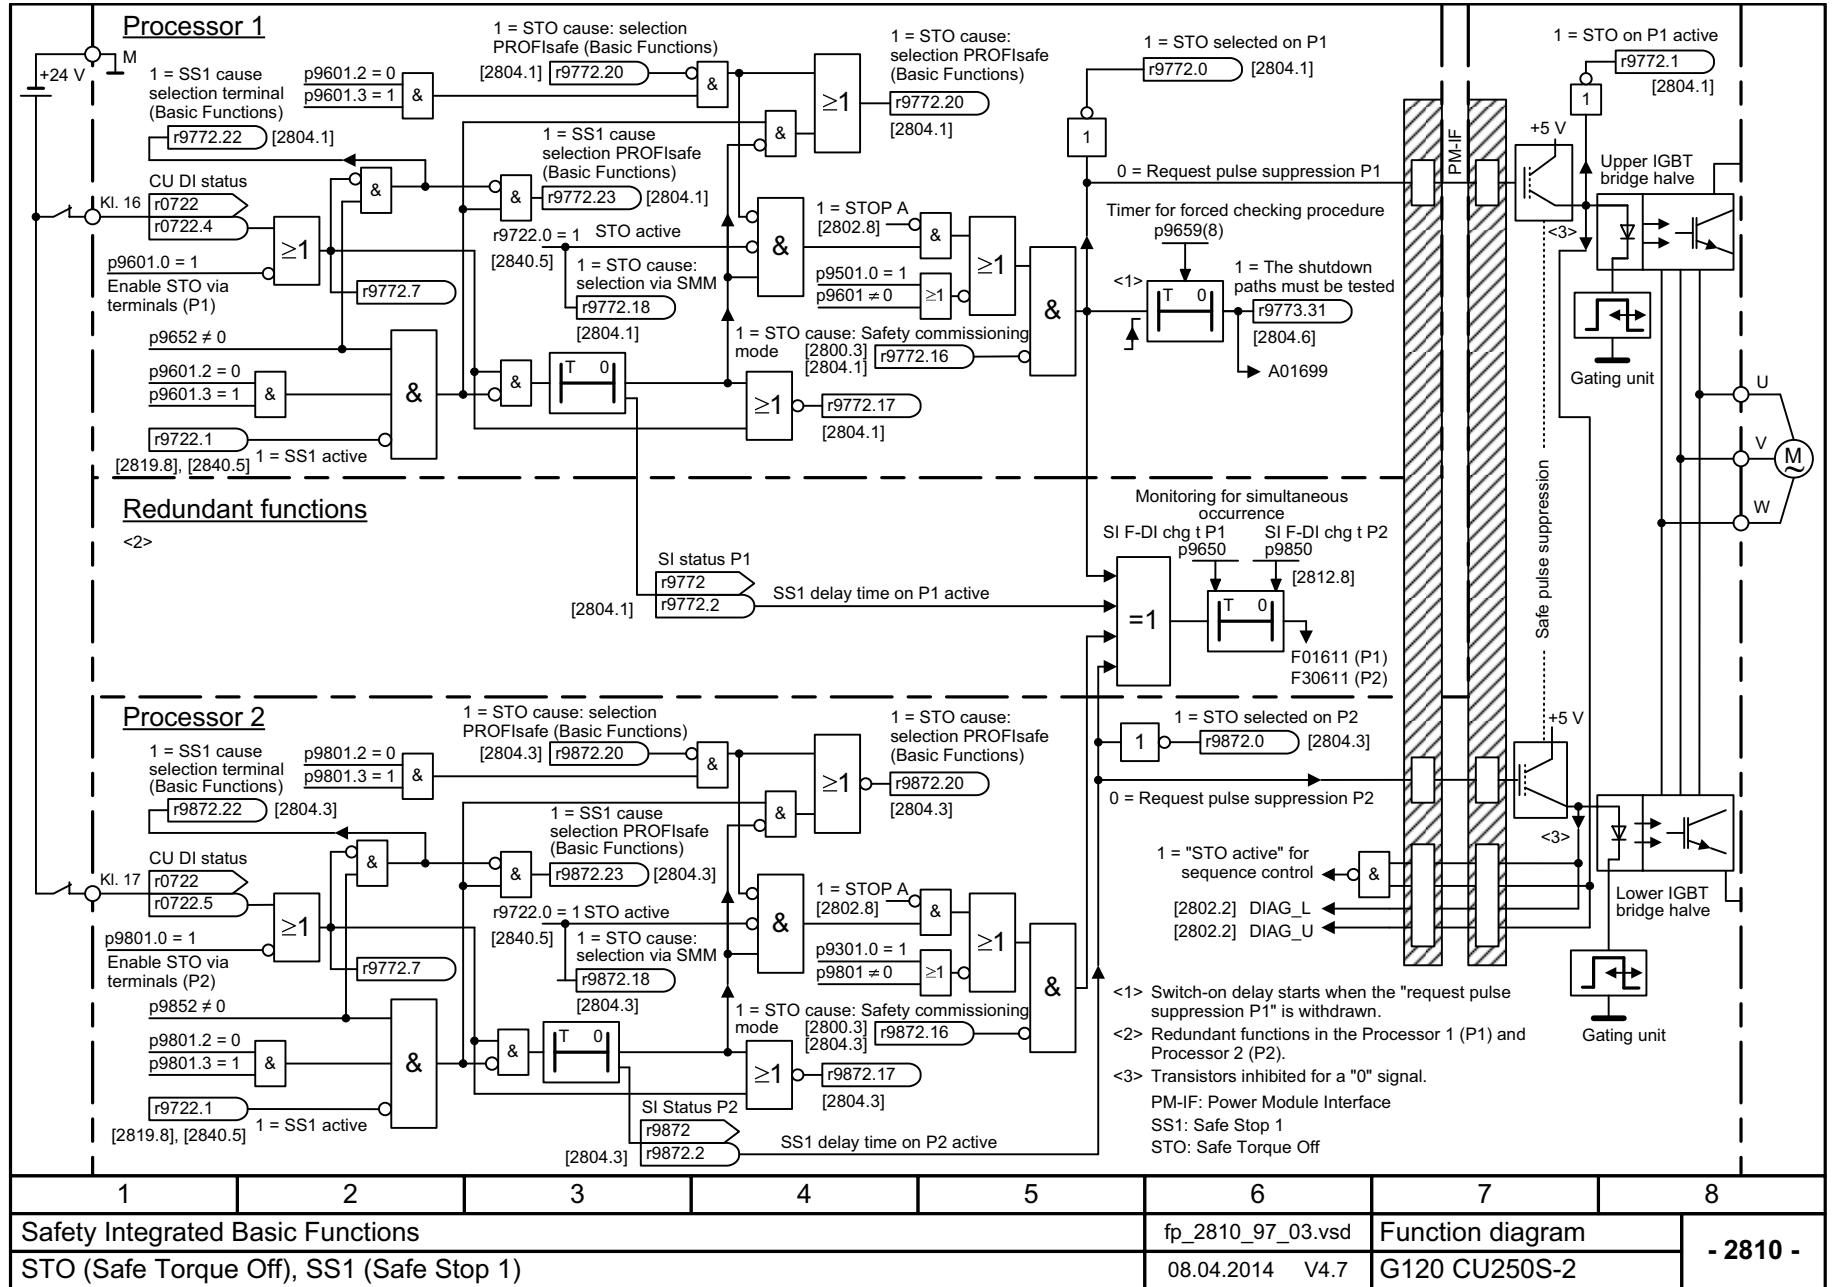 Processor 1
M
+24 V
1 = SS1 cause
selection terminal
(Basic Functions)
r9772.22
[2804.1]
CU DI status
Kl. 16
r0722
r0722.4
p9601.0 = 1
Enable STO via
terminals (P1)
≥1
p9652 ≠ 0
p9601.2 = 0
p9601.3 = 1
&
r9722.1
1 = SS1 active
[2819.8], [2840.5]
p9601.2 = 0
p9601.3 = 1
&
&
r9772.7
&
1 = STO cause: selection
PROFIsafe (Basic Functions)
[2804.1]
r9772.20
&
1 = SS1 cause
selection PROFIsafe
(Basic Functions)
&
r9772.23
[2804.1]
r9722.0 = 1
STO active
[2840.5]
1 = STO cause:
selection via SMM
r9772.18
[2804.1]
&
T 0
≥1
&
&
1 = STO cause:
selection PROFIsafe
(Basic Functions)
r9772.20
[2804.1]
1 = STOP A
[2802.8]
&
p9501.0 = 1
p9601 ≠ 0
≥1
≥1
1 = STO cause: Safety commissioning
mode
[2800.3]
[2804.1]
r9772.16
≥1
r9772.17
[2804.1]
&
1 = STO selected on P1
r9772.0
[2804.1]
1
0 = Request pulse suppression P1
Timer for forced checking procedure
p9659(8)
<1>
T 0
1 = The shutdown
paths must be tested
r9773.31
[2804.6]
A01699
PM-IF
1 = STO on P1 active
r9772.1
[2804.1]
1
+5 V
<3>
Upper IGBT
bridge halve
Gating unit
U
V
W
M
~
Safe pulse suppression
Redundant functions
<2>
SI status P1
r9772
r9772.2
[2804.1]
SS1 delay time on P1 active
Monitoring for simultaneous
occurrence
SI F-DI chg t P1
p9650
SI F-DI chg t P2
p9850
[2812.8]
=1
T 0
F01611 (P1)
F30611 (P2)
Processor 2
1 = SS1 cause
selection terminal
(Basic Functions)
r9872.22
[2804.3]
CU DI status
Kl. 17
r0722
r0722.5
p9801.0 = 1
Enable STO via
terminals (P2)
≥1
p9852 ≠ 0
p9801.2 = 0
p9801.3 = 1
&
r9722.1
1 = SS1 active
[2819.8], [2840.5]
p9801.2 = 0
p9801.3 = 1
&
&
r9772.7
&
1 = STO cause: selection
PROFIsafe (Basic Functions)
[2804.3]
r9872.20
&
1 = SS1 cause
selection PROFIsafe
(Basic Functions)
&
r9872.23
[2804.3]
r9722.0 = 1
STO active
[2840.5]
1 = STO cause:
selection via SMM
r9872.18
[2804.3]
&
T 0
SI Status P2
r9872
r9872.2
[2804.3]
SS1 delay time on P2 active
≥1
&
&
1 = STO cause:
selection PROFIsafe
(Basic Functions)
r9872.20
[2804.3]
1 = STOP A
[2802.8]
&
p9301.0 = 1
p9801 ≠ 0
≥1
≥1
1 = STO cause: Safety commissioning
mode
[2800.3]
[2804.3]
r9872.16
≥1
r9872.17
[2804.3]
&
1 = STO selected on P2
1
r9872.0
[2804.3]
0 = Request pulse suppression P2
+5 V
<3>
1 = "STO active" for
sequence control
&
[2802.2] DIAG_L
[2802.2] DIAG_U
Lower IGBT
bridge halve
Gating unit
<1> Switch-on delay starts when the "request pulse
suppression P1" is withdrawn.
<2> Redundant functions in the Processor 1 (P1) and
Processor 2 (P2).
<3> Transistors inhibited for a "0" signal.
PM-IF: Power Module Interface
SS1: Safe Stop 1
STO: Safe Torque Off
1 2 3 4 5 6 7 8
Safety Integrated Basic Functions
fp_2810_97_03.vsd
Function diagram
- 2810 -
STO (Safe Torque Off), SS1 (Safe Stop 1)
08.04.2014 V4.7
G120 CU250S-2